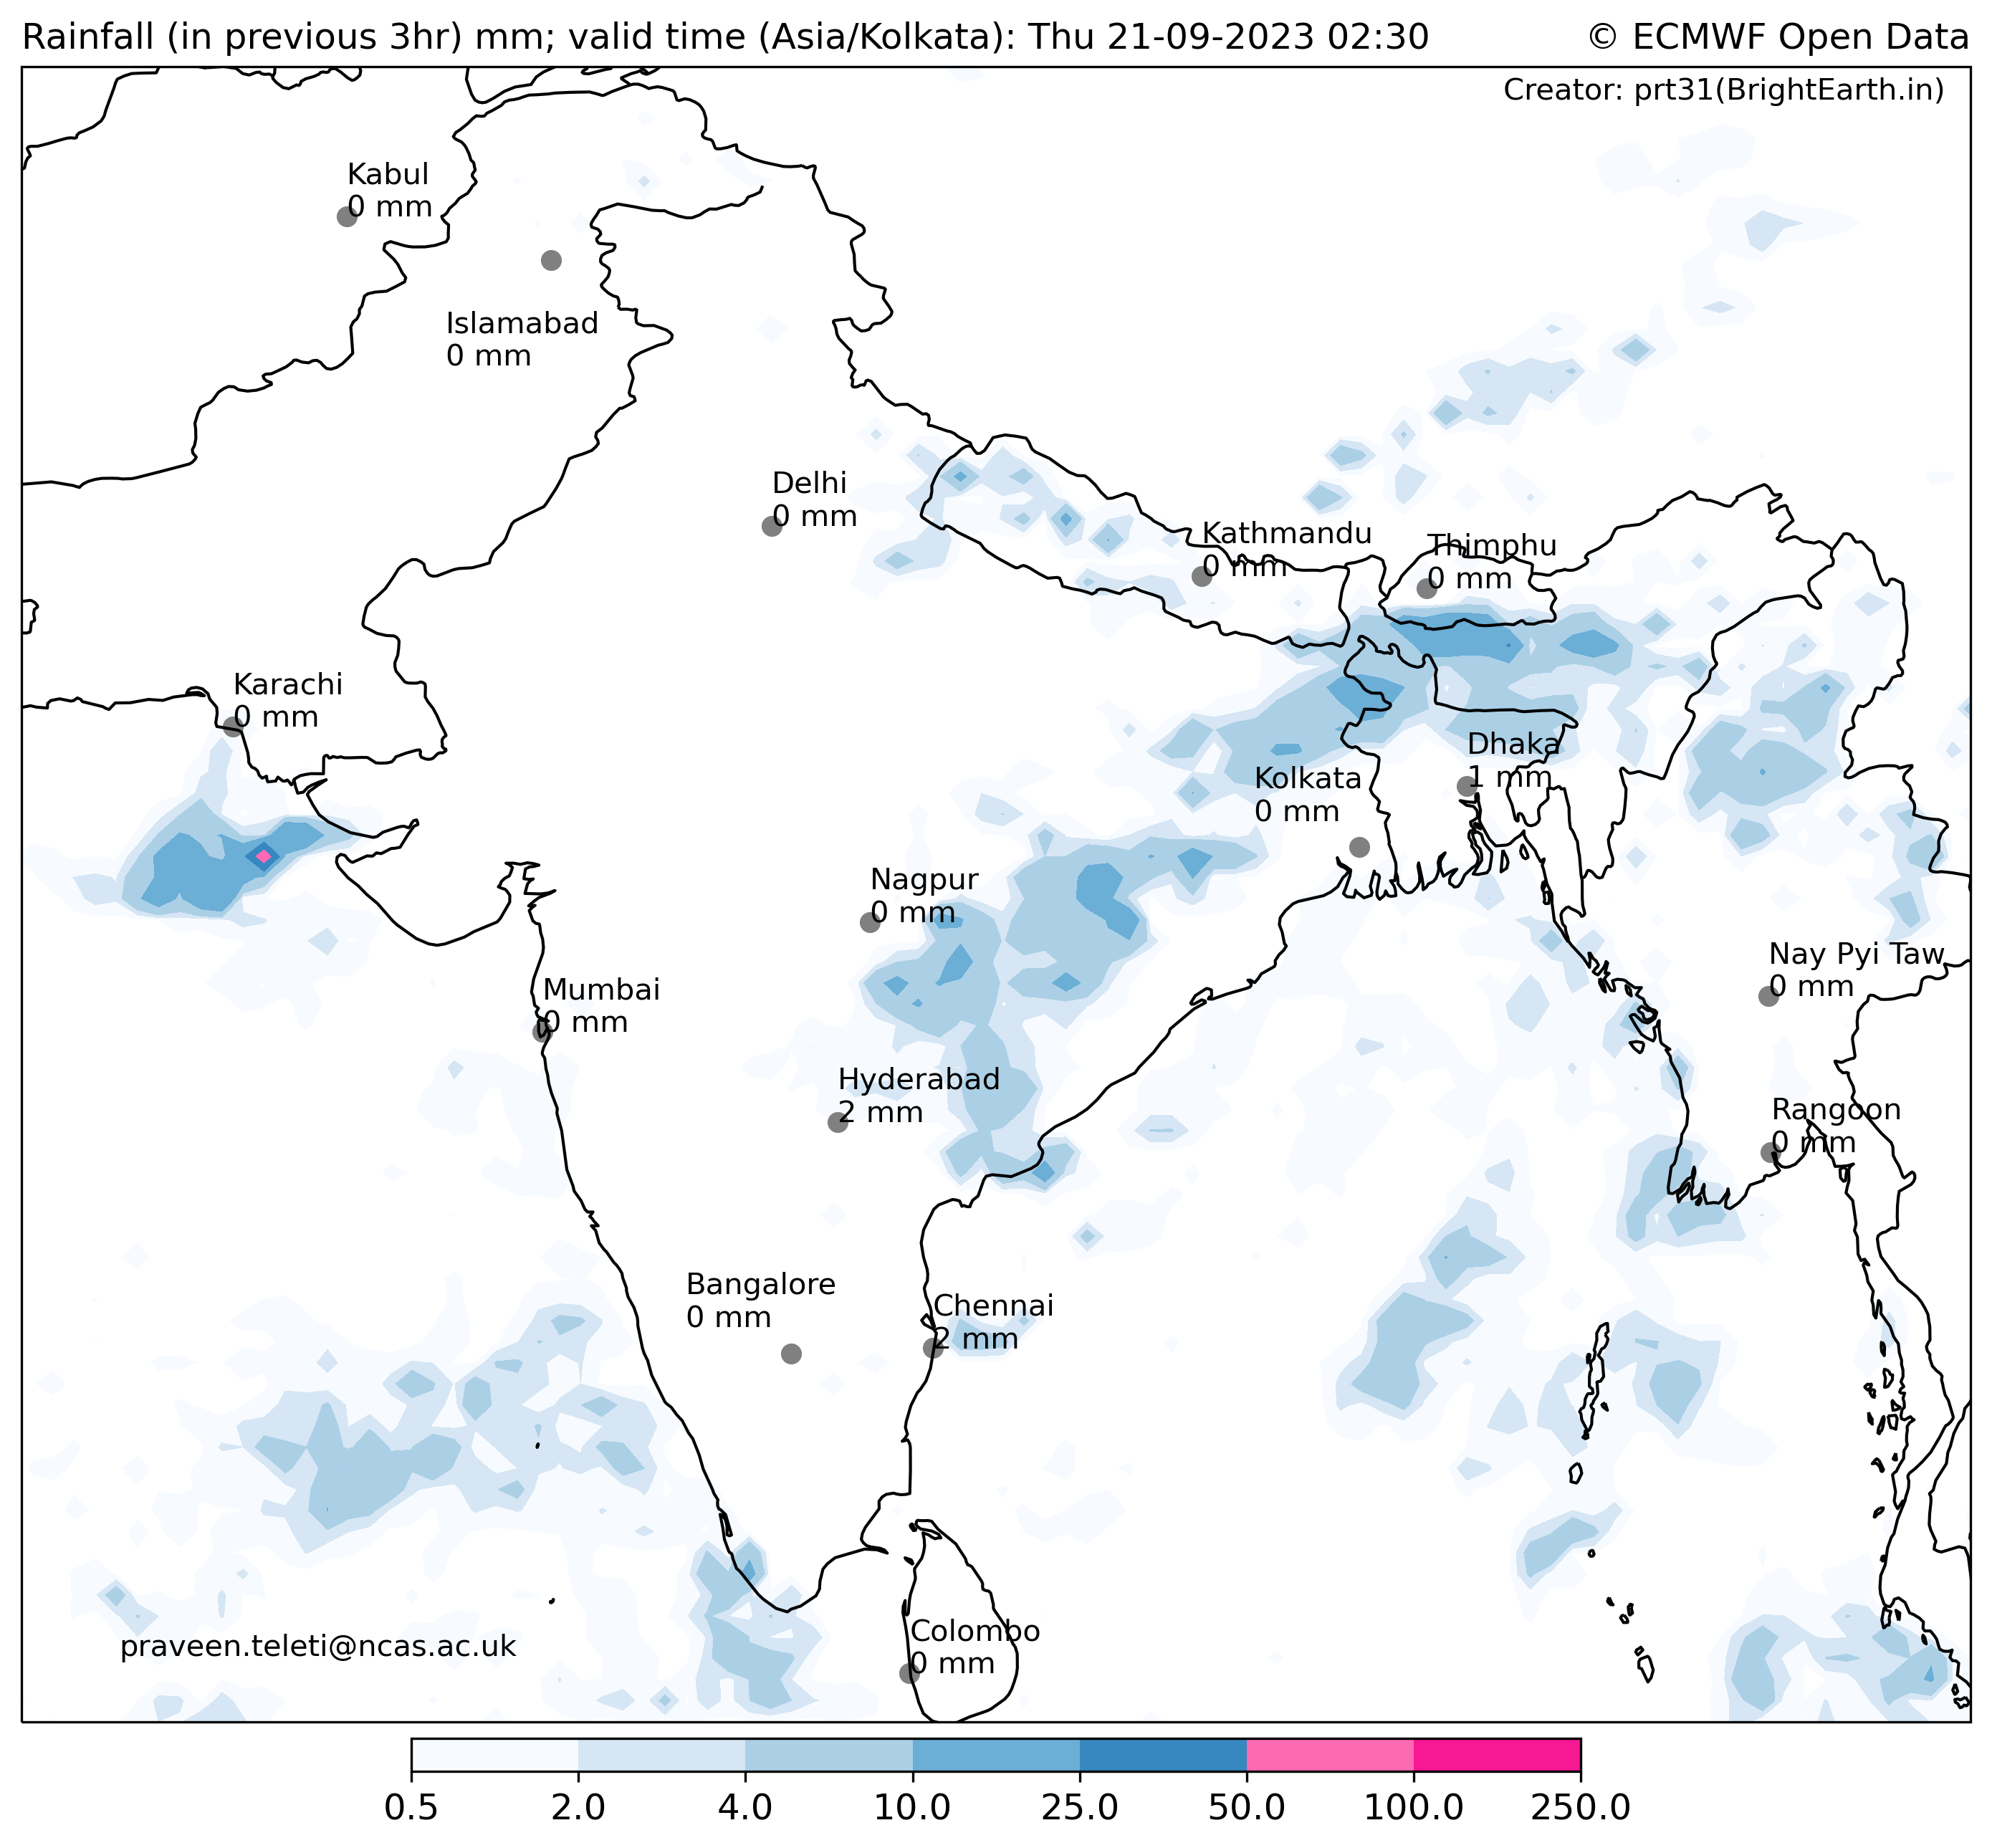 Rainfall (in previous 3hr) mm; valid time (Asia/Kolkata): Thu 21-09-2023 02:30
© ECMWF Open Data
Creator: prt31(BrightEarth.in)
Kabul
0 mm
Islamabad
0 mm
Delhi
0 mm
Kathmandu
0 mm
Thimphu
0 mm
Karachi
0 mm
Dhaka
1 mm
Kolkata
0 mm
Nagpur
0 mm
Nay Pyi Taw
0 mm
Mumbai
0 mm
Hyderabad
2 mm
Rangoon
0 mm
Bangalore
0 mm
Chennai
2 mm
Colombo
0 mm
praveen.teleti@ncas.ac.uk
0.5 2.0 4.0 10.0 25.0 50.0 100.0 250.0